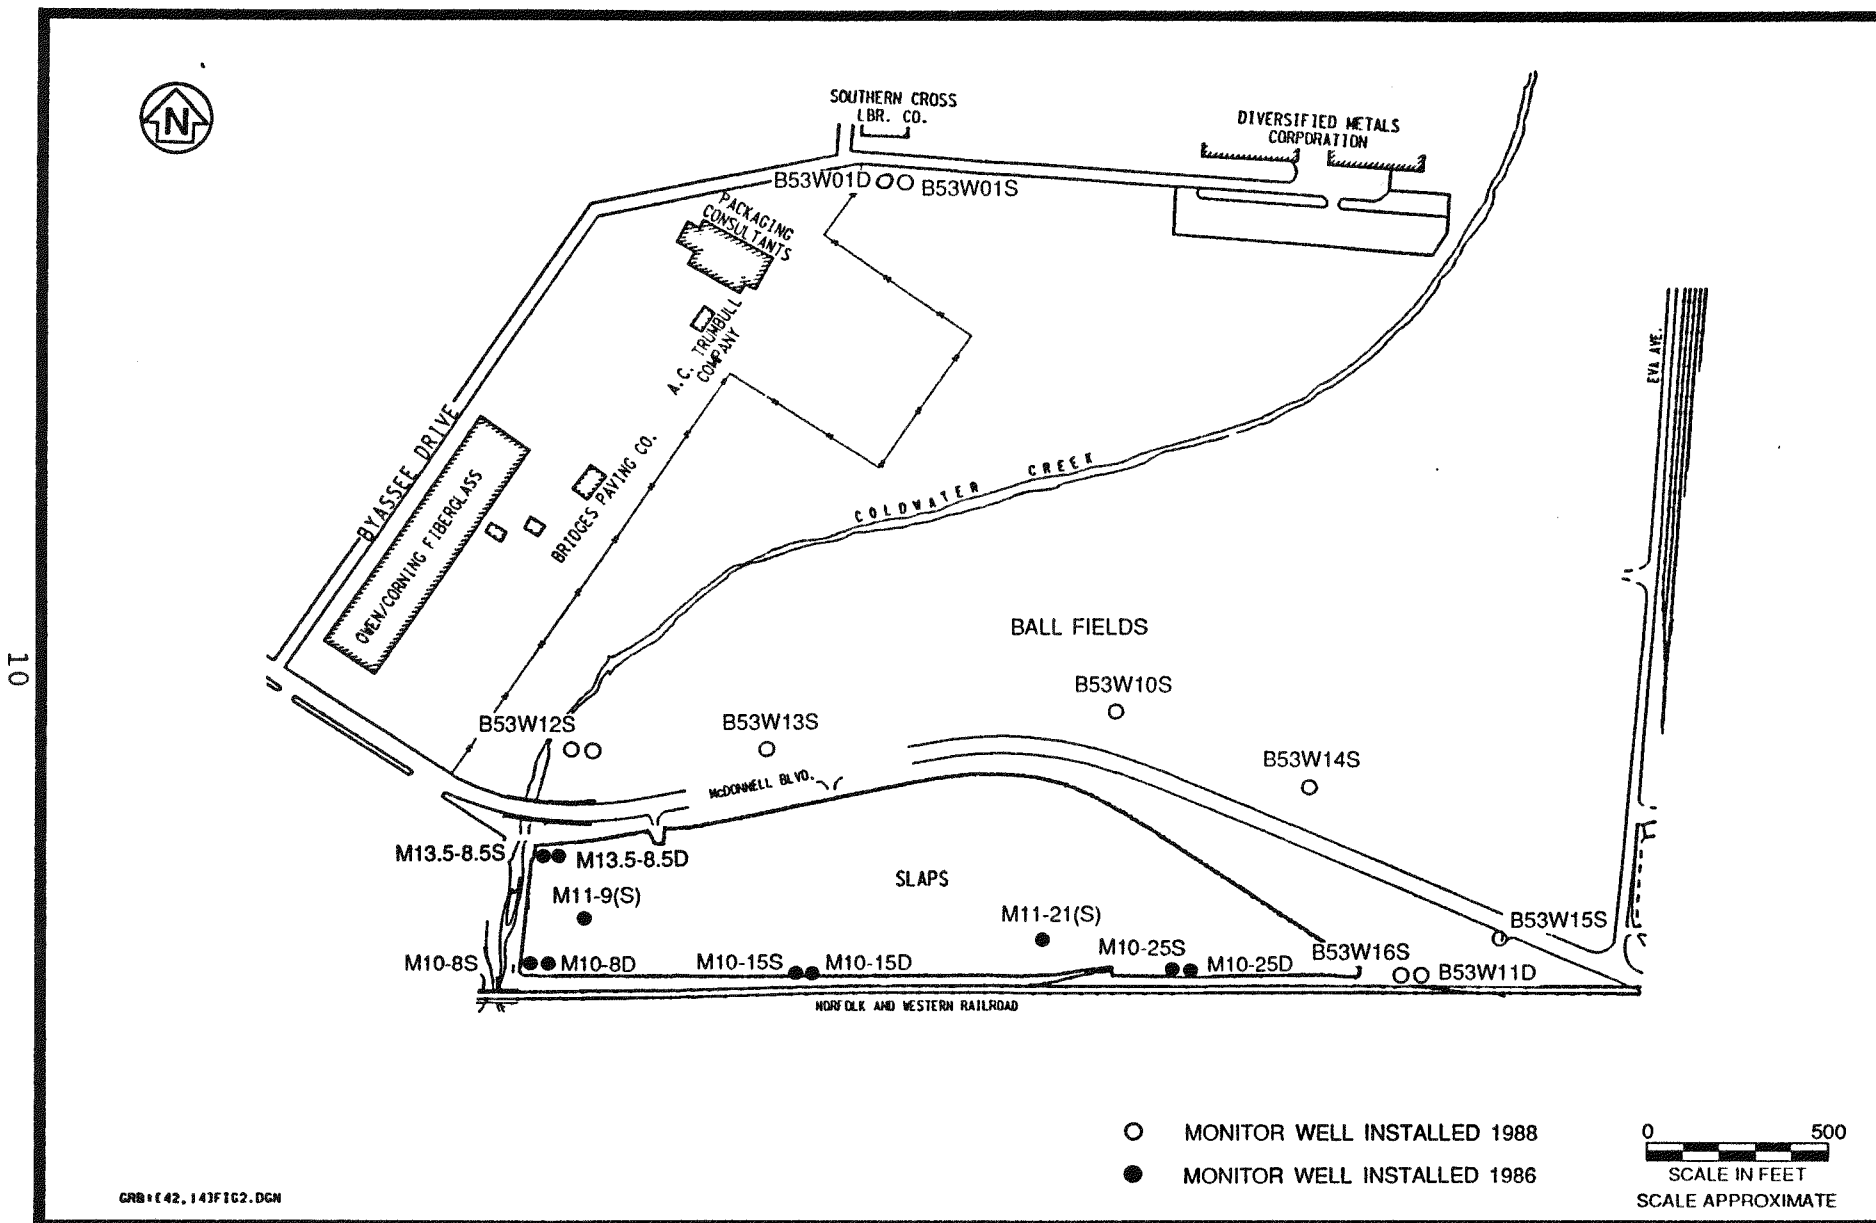 N
SOUTHERN CROSS
LBR. CO.
DIVERSIFIED METALS
CORPORATION
B53W01D
B53W01S
PACKAGING
CONSULTANTS
A.C. TRUMBULL
COMPANY
EVA AVE.
BYASSEE DRIVE
OWEN/CORNING FIBERGLASS
BRIDGES PAVING CO.
COLDWATER CREEK
BALL FIELDS
B53W10S
B53W12S
B53W13S
B53W14S
McDONNELL BLVD.
M13.5-8.5S
M13.5-8.5D
SLAPS
M11-9(S)
M11-21(S)
B53W15S
M10-8S
M10-8D
M10-15S
M10-15D
M10-25S
M10-25D
B53W16S
B53W11D
NORFOLK AND WESTERN RAILROAD
10
MONITOR WELL INSTALLED 1988
MONITOR WELL INSTALLED 1986
0 500
SCALE IN FEET
SCALE APPROXIMATE
GRB:[42,14]FIG2.DGN